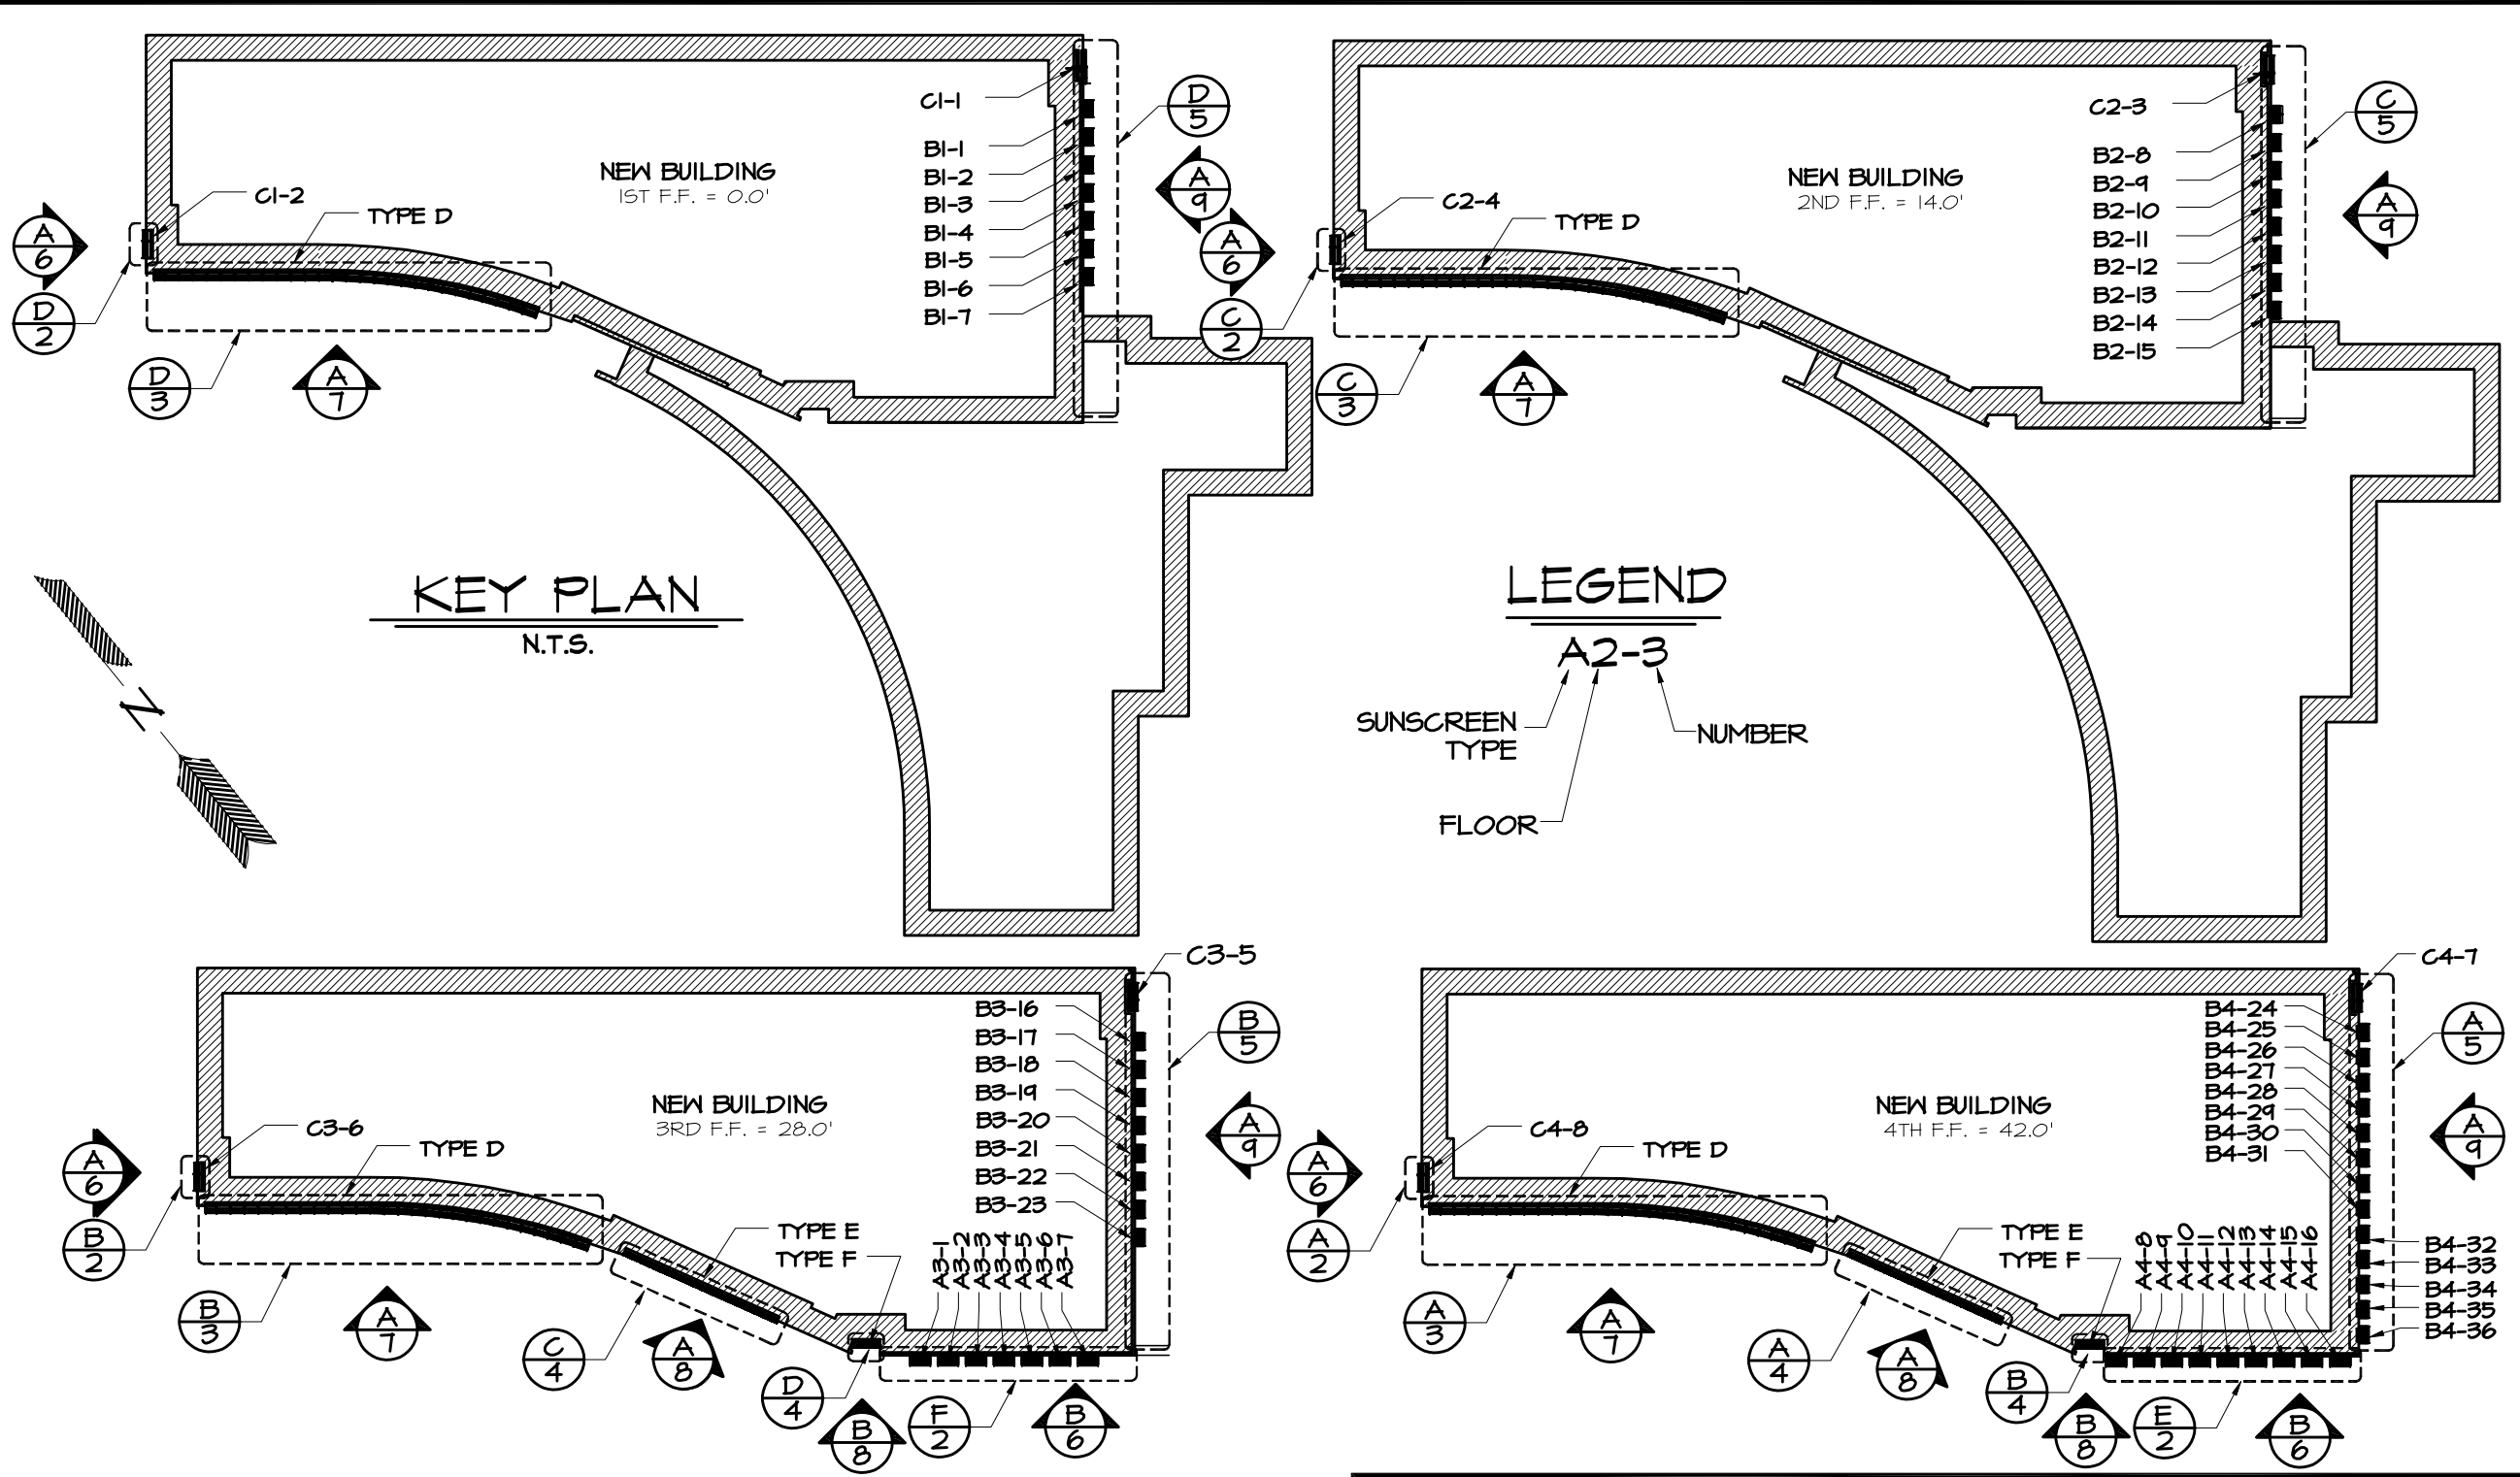 C1-1
B1-1
B1-2
B1-3
B1-4
B1-5
B1-6
B1-7
NEW BUILDING
1ST F.F. = 0.0'
C1-2
TYPE D
A
6
D
2
D
3
A
7
D
5
A
9
C2-3
B2-8
B2-9
B2-10
B2-11
B2-12
B2-13
B2-14
B2-15
NEW BUILDING
2ND F.F. = 14.0'
C2-4
TYPE D
A
6
C
2
C
3
A
7
C
5
A
9
KEY PLAN
N.T.S.
N
LEGEND
A2-3
SUNSCREEN
TYPE
NUMBER
FLOOR
C3-5
B3-16
B3-17
B3-18
B3-19
B3-20
B3-21
B3-22
B3-23
NEW BUILDING
3RD F.F. = 28.0'
C3-6
TYPE D
TYPE E
TYPE F
A3-1
A3-2
A3-3
A3-4
A3-5
A3-6
A3-7
A
6
B
2
B
3
A
7
C
4
A
8
D
4
B
8
F
2
B
6
B
5
A
9
C4-7
B4-24
B4-25
B4-26
B4-27
B4-28
B4-29
B4-30
B4-31
NEW BUILDING
4TH F.F. = 42.0'
C4-8
TYPE D
TYPE E
TYPE F
A4-8
A4-9
A4-10
A4-11
A4-12
A4-13
A4-14
A4-15
A4-16
B4-32
B4-33
B4-34
B4-35
B4-36
A
6
A
2
A
3
A
7
A
4
A
8
B
4
B
8
E
2
B
6
A
5
A
9